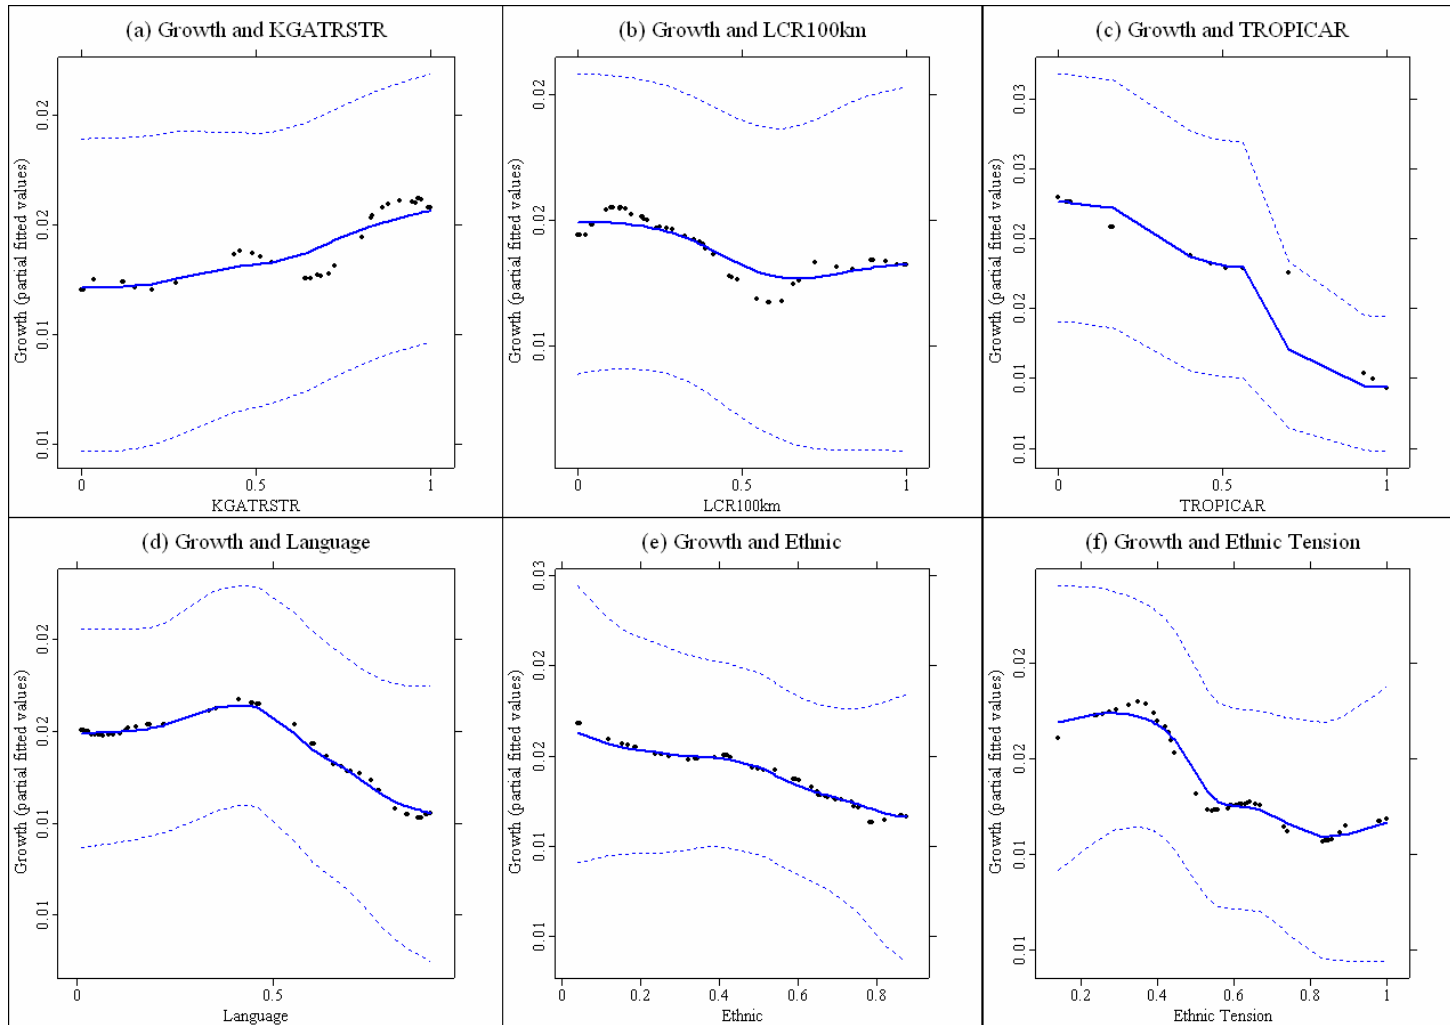 (a) Growth and KGATRSTR
Growth (partial fitted values)
0.02
0.02
0.01
0.01
0 0.5 1
KGATRSTR
(b) Growth and LCR100km
Growth (partial fitted values)
0.02
0.02
0.01
0 0.5 1
LCR100km
(c) Growth and TROPICAR
Growth (partial fitted values)
0.03
0.03
0.02
0.02
0.01
0.01
0 0.5 1
TROPICAR
(d) Growth and Language
Growth (partial fitted values)
0.02
0.02
0.01
0.01
0 0.5
Language
(e) Growth and Ethnic
Growth (partial fitted values)
0.03
0.02
0.02
0.01
0.01
0 0.2 0.4 0.6 0.8
Ethnic
(f) Growth and Ethnic Tension
Growth (partial fitted values)
0.02
0.02
0.01
0.01
0.2 0.4 0.6 0.8 1
Ethnic Tension